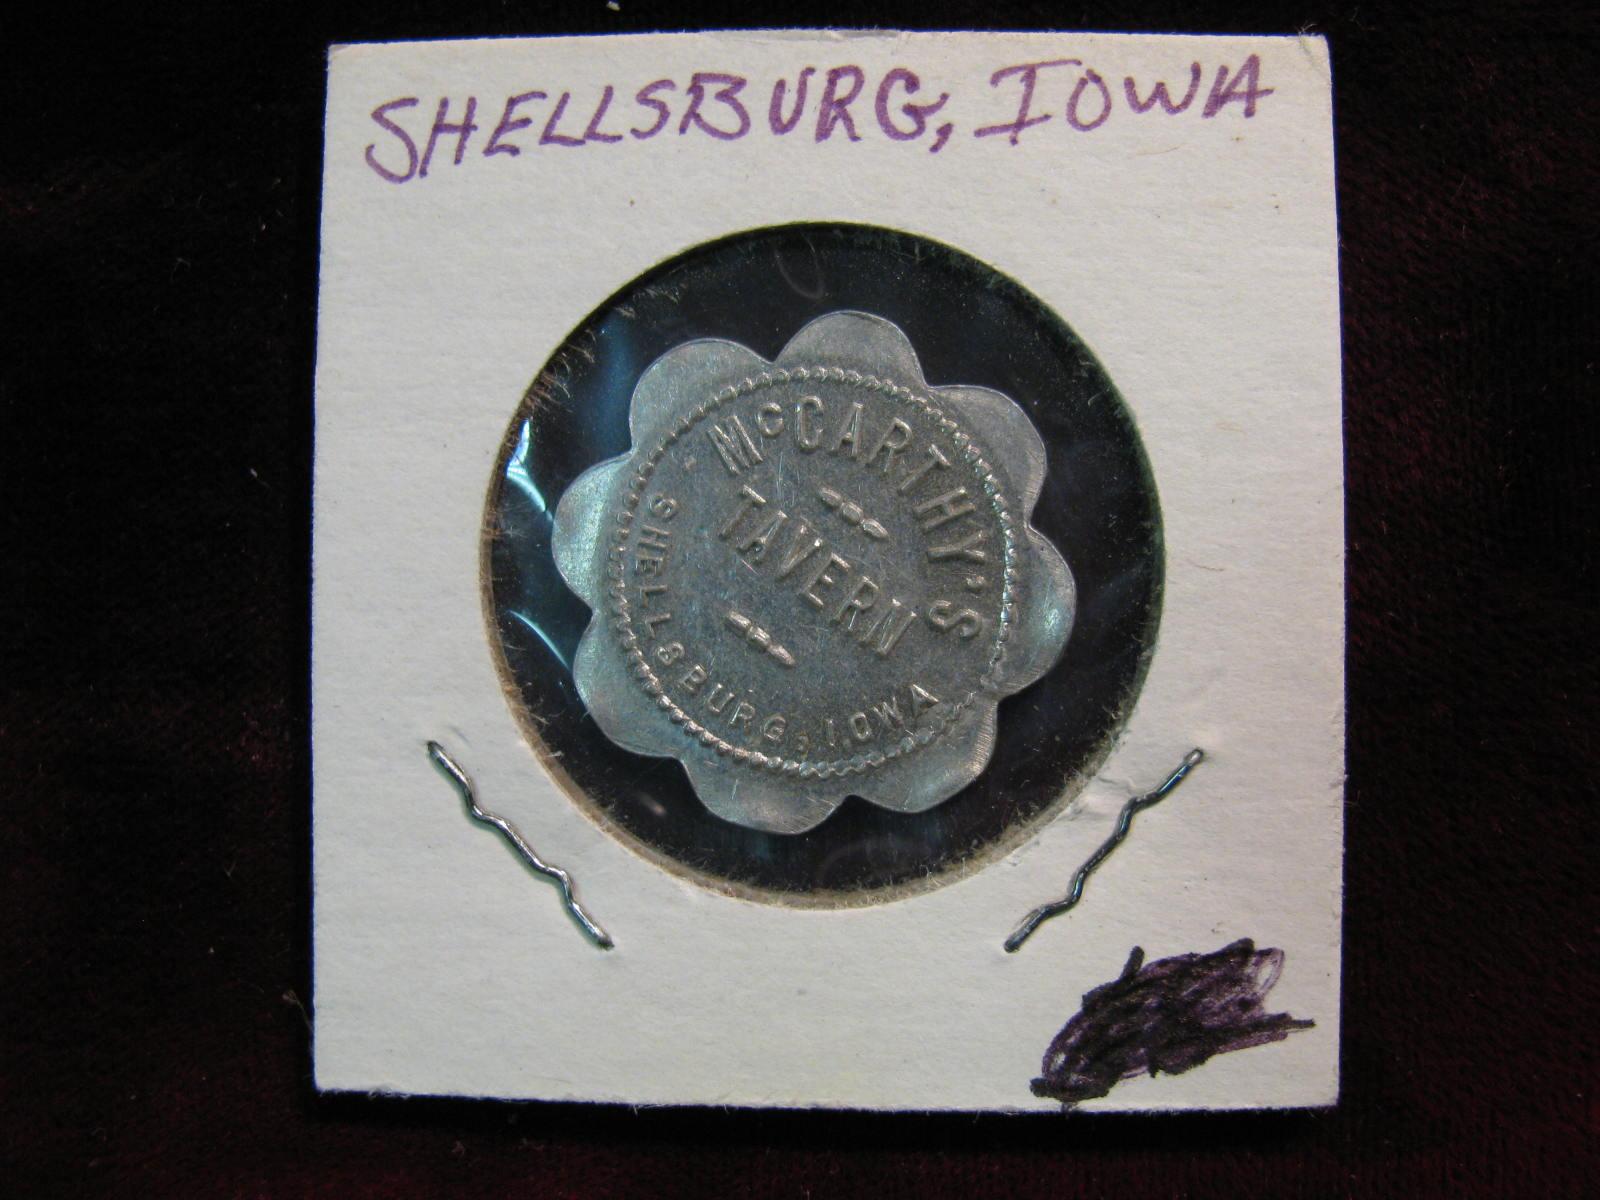 SHELLSBURG, IOWA
McCARTHY'S
TAVERN
SHELLSBURG, IOWA